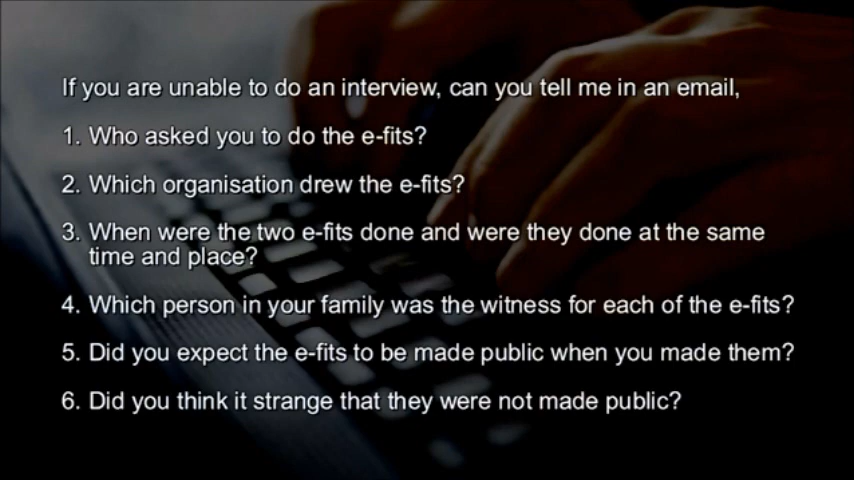 If you are unable to do an interview, can you tell me in an email,
1. Who asked you to do the e-fits?
2. Which organisation drew the e-fits?
3. When were the two e-fits done and were they done at the same
time and place?
4. Which person in your family was the witness for each of the e-fits?
5. Did you expect the e-fits to be made public when you made them?
6. Did you think it strange that they were not made public?